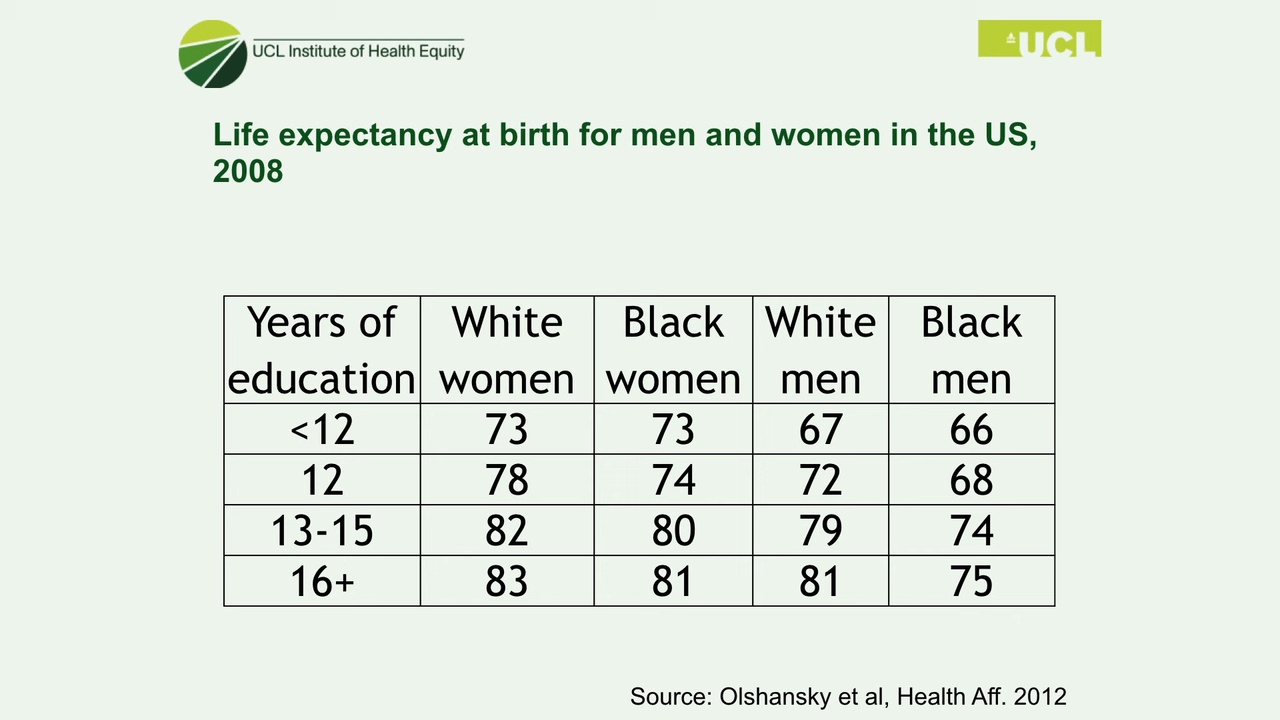 UCL Institute of Health Equity
UCL
Life expectancy at birth for men and women in the US,
2008
Years of education White women Black women White men Black men
<12 73 73 67 66
12 78 74 72 68
13-15 82 80 79 74
16+ 83 81 81 75
Source: Olshansky et al, Health Aff. 2012